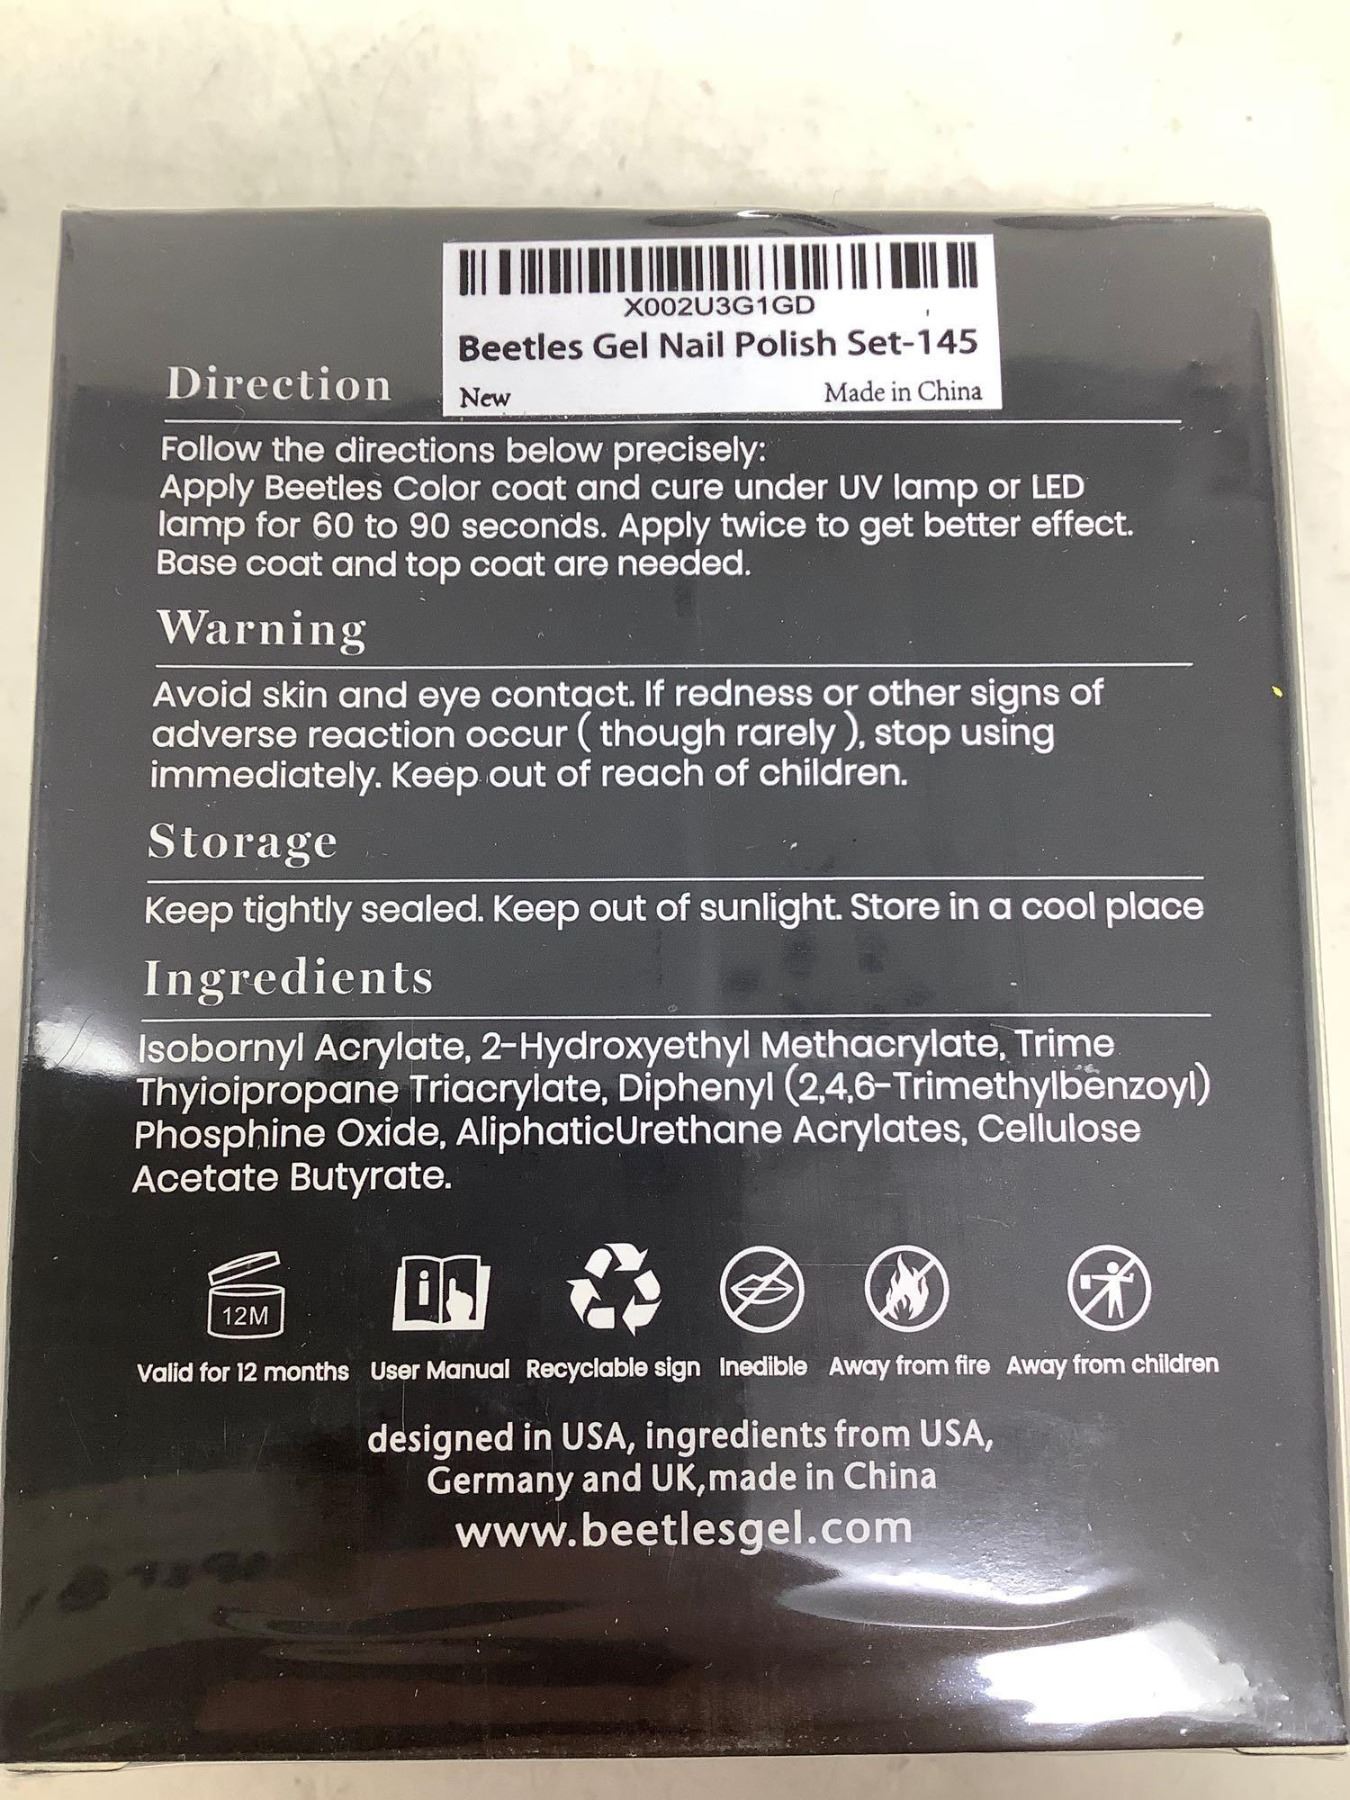 X002U3G1GD
Beetles Gel Nail Polish Set-145
New Made in China
Direction
Follow the directions below precisely:
Apply Beetles Color coat and cure under UV lamp or LED
lamp for 60 to 90 seconds. Apply twice to get better effect.
Base coat and top coat are needed.
Warning
Avoid skin and eye contact. If redness or other signs of
adverse reaction occur ( though rarely ), stop using
immediately. Keep out of reach of children.
Storage
Keep tightly sealed. Keep out of sunlight. Store in a cool place
Ingredients
Isobornyl Acrylate, 2-Hydroxyethyl Methacrylate, Trime
Thyioipropane Triacrylate, Diphenyl (2,4,6-Trimethylbenzoyl)
Phosphine Oxide, AliphaticUrethane Acrylates, Cellulose
Acetate Butyrate.
12M
Valid for 12 months User Manual Recyclable sign Inedible Away from fire Away from children
designed in USA, ingredients from USA,
Germany and UK,made in China
www.beetlesgel.com